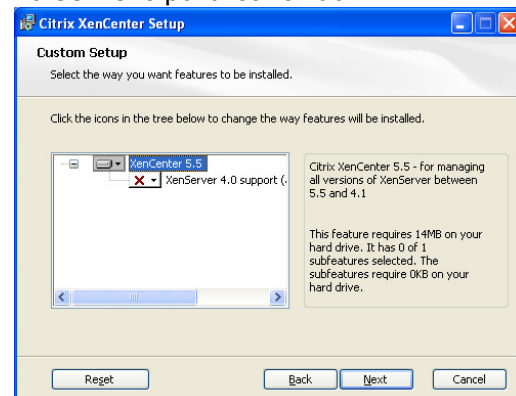 Citrix XenCenter Setup
Custom Setup
Select the way you want features to be installed.
Click the icons in the tree below to change the way features will be installed.
XenCenter 5.5
XenServer 4.0 support (.
Citrix XenCenter 5.5 - for managing
all versions of XenServer between
5.5 and 4.1
This feature requires 14MB on your
hard drive. It has 0 of 1
subfeatures selected. The
subfeatures require 0KB on your
hard drive.
Reset
Back
Next
Cancel